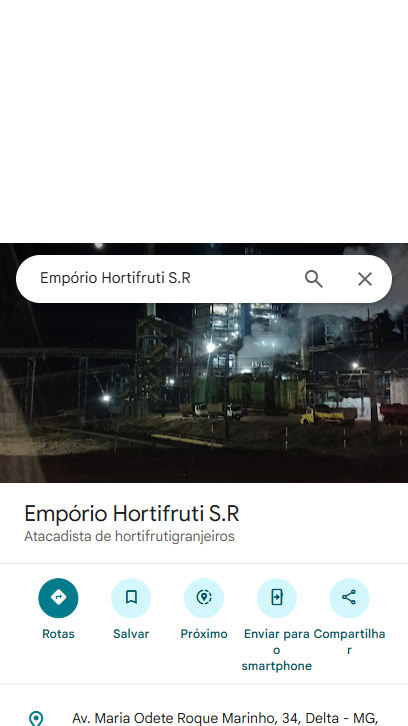 Empório Hortifruti S.R
Empório Hortifruti S.R
Atacadista de hortifrutigranjeiros
Rotas
Salvar
Próximo
Enviar para
o
smartphone
Compartilha
r
Av. Maria Odete Roque Marinho, 34, Delta - MG,